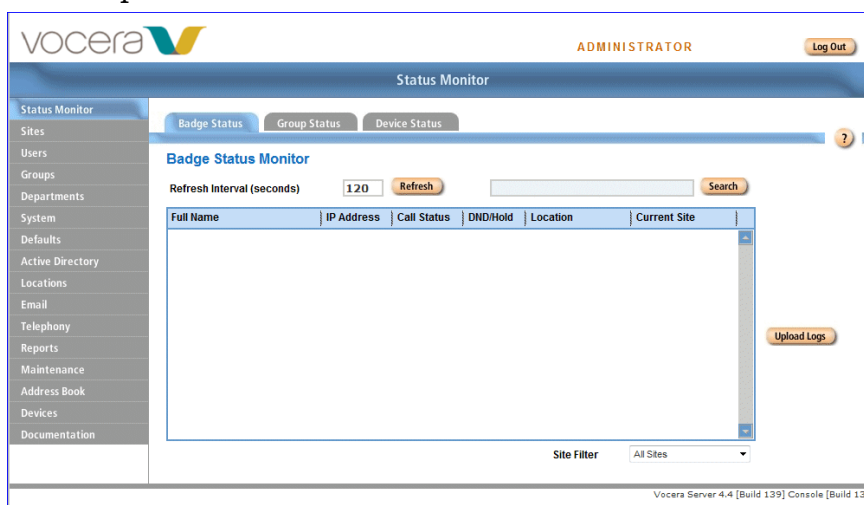 vocera
ADMINISTRATOR
Log Out
Status Monitor
Status Monitor
Sites
Users
Groups
Departments
System
Defaults
Active Directory
Locations
Email
Telephony
Reports
Maintenance
Address Book
Devices
Documentation
Badge Status Group Status Device Status
?
Badge Status Monitor
Refresh Interval (seconds) 120 Refresh Search
Full Name IP Address Call Status DND/Hold Location Current Site
Upload Logs
Site Filter All Sites
Vocera Server 4.4 [Build 139] Console [Build